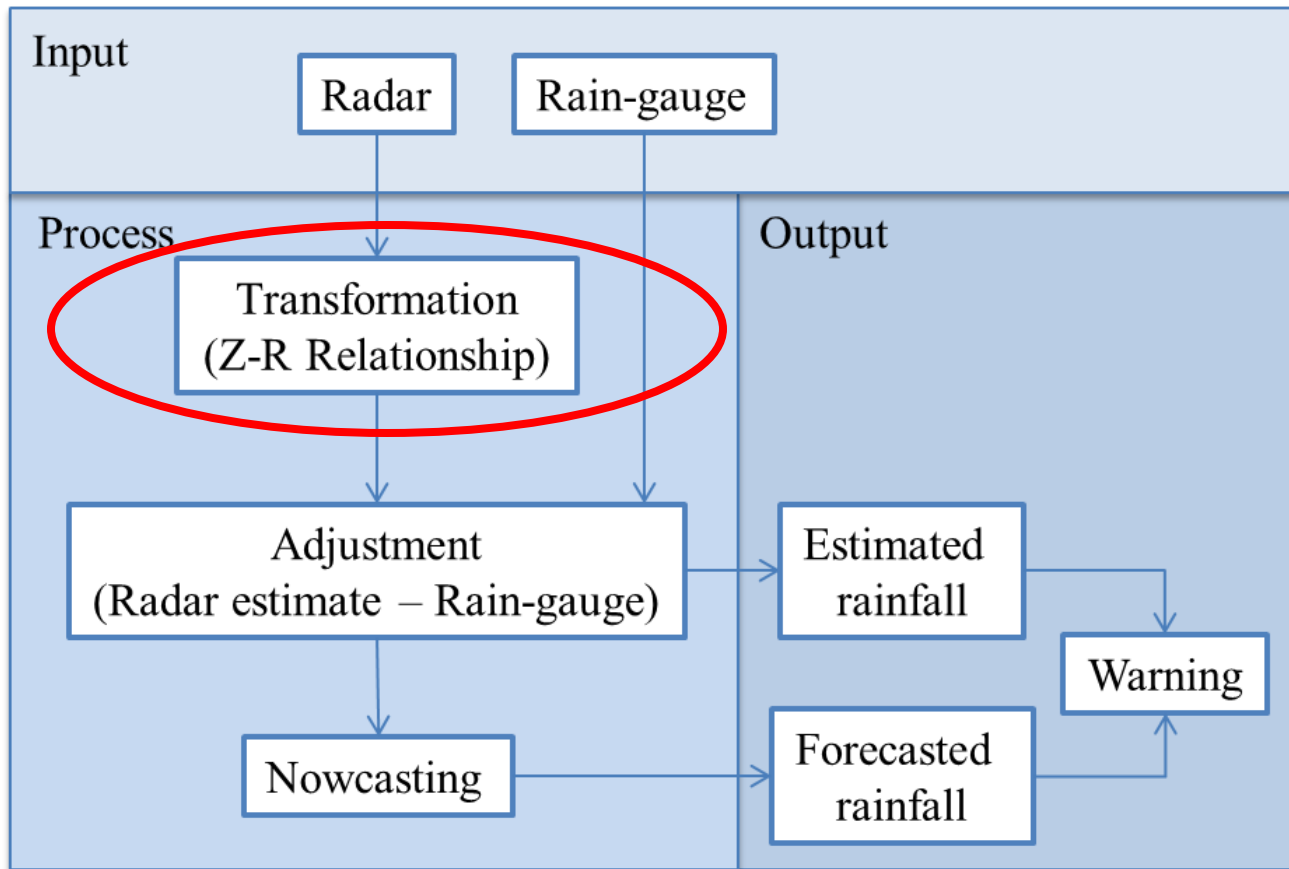 Input
Radar
Rain-gauge
Process
Output
Transformation
(Z-R Relationship)
Adjustment
(Radar estimate – Rain-gauge)
Estimated
rainfall
Warning
Nowcasting
Forecasted
rainfall